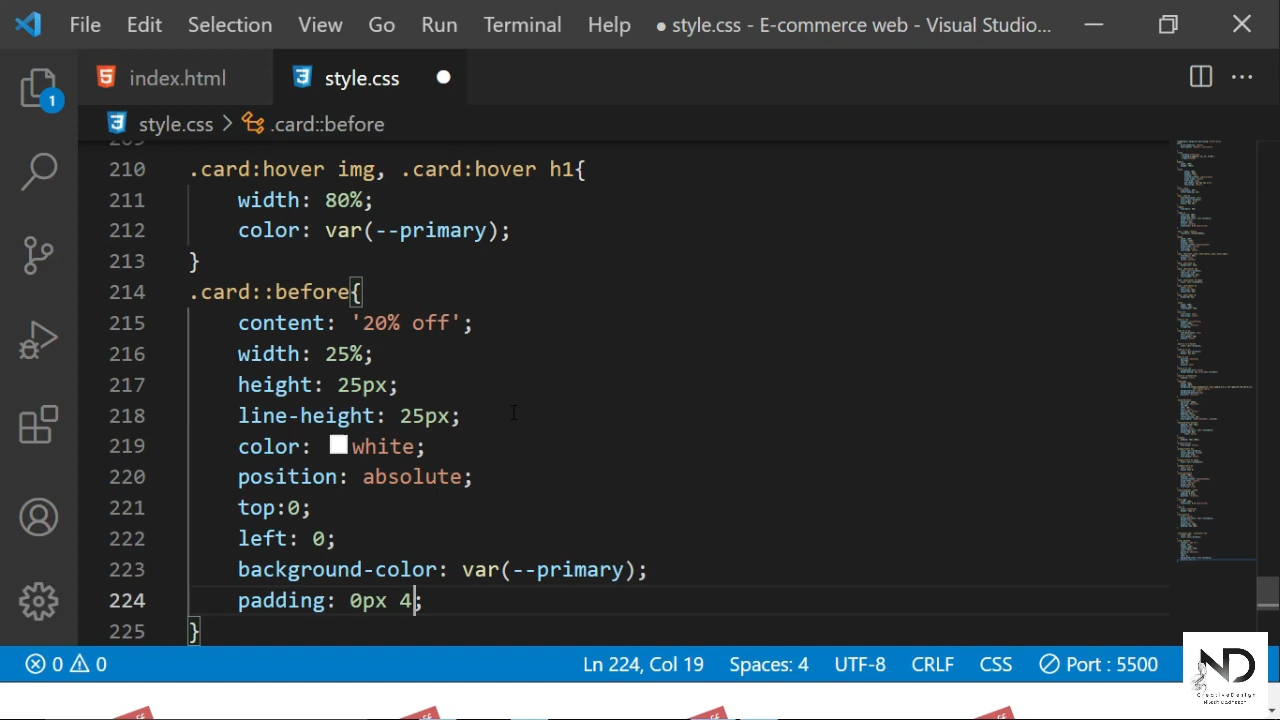 File Edit Selection View Go Run Terminal Help ● style.css - E-commerce web - Visual Studio...
index.html style.css
style.css > .card::before
1
209
210 .card:hover img, .card:hover h1{
211 width: 80%;
212 color: var(--primary);
213 }
214 .card::before{
215 content: '20% off';
216 width: 25%;
217 height: 25px;
218 line-height: 25px;
219 color: white;
220 position: absolute;
221 top:0;
222 left: 0;
223 background-color: var(--primary);
224 padding: 0px 4;
225 }
0 0 Ln 224, Col 19 Spaces: 4 UTF-8 CRLF CSS Port : 5500
ND